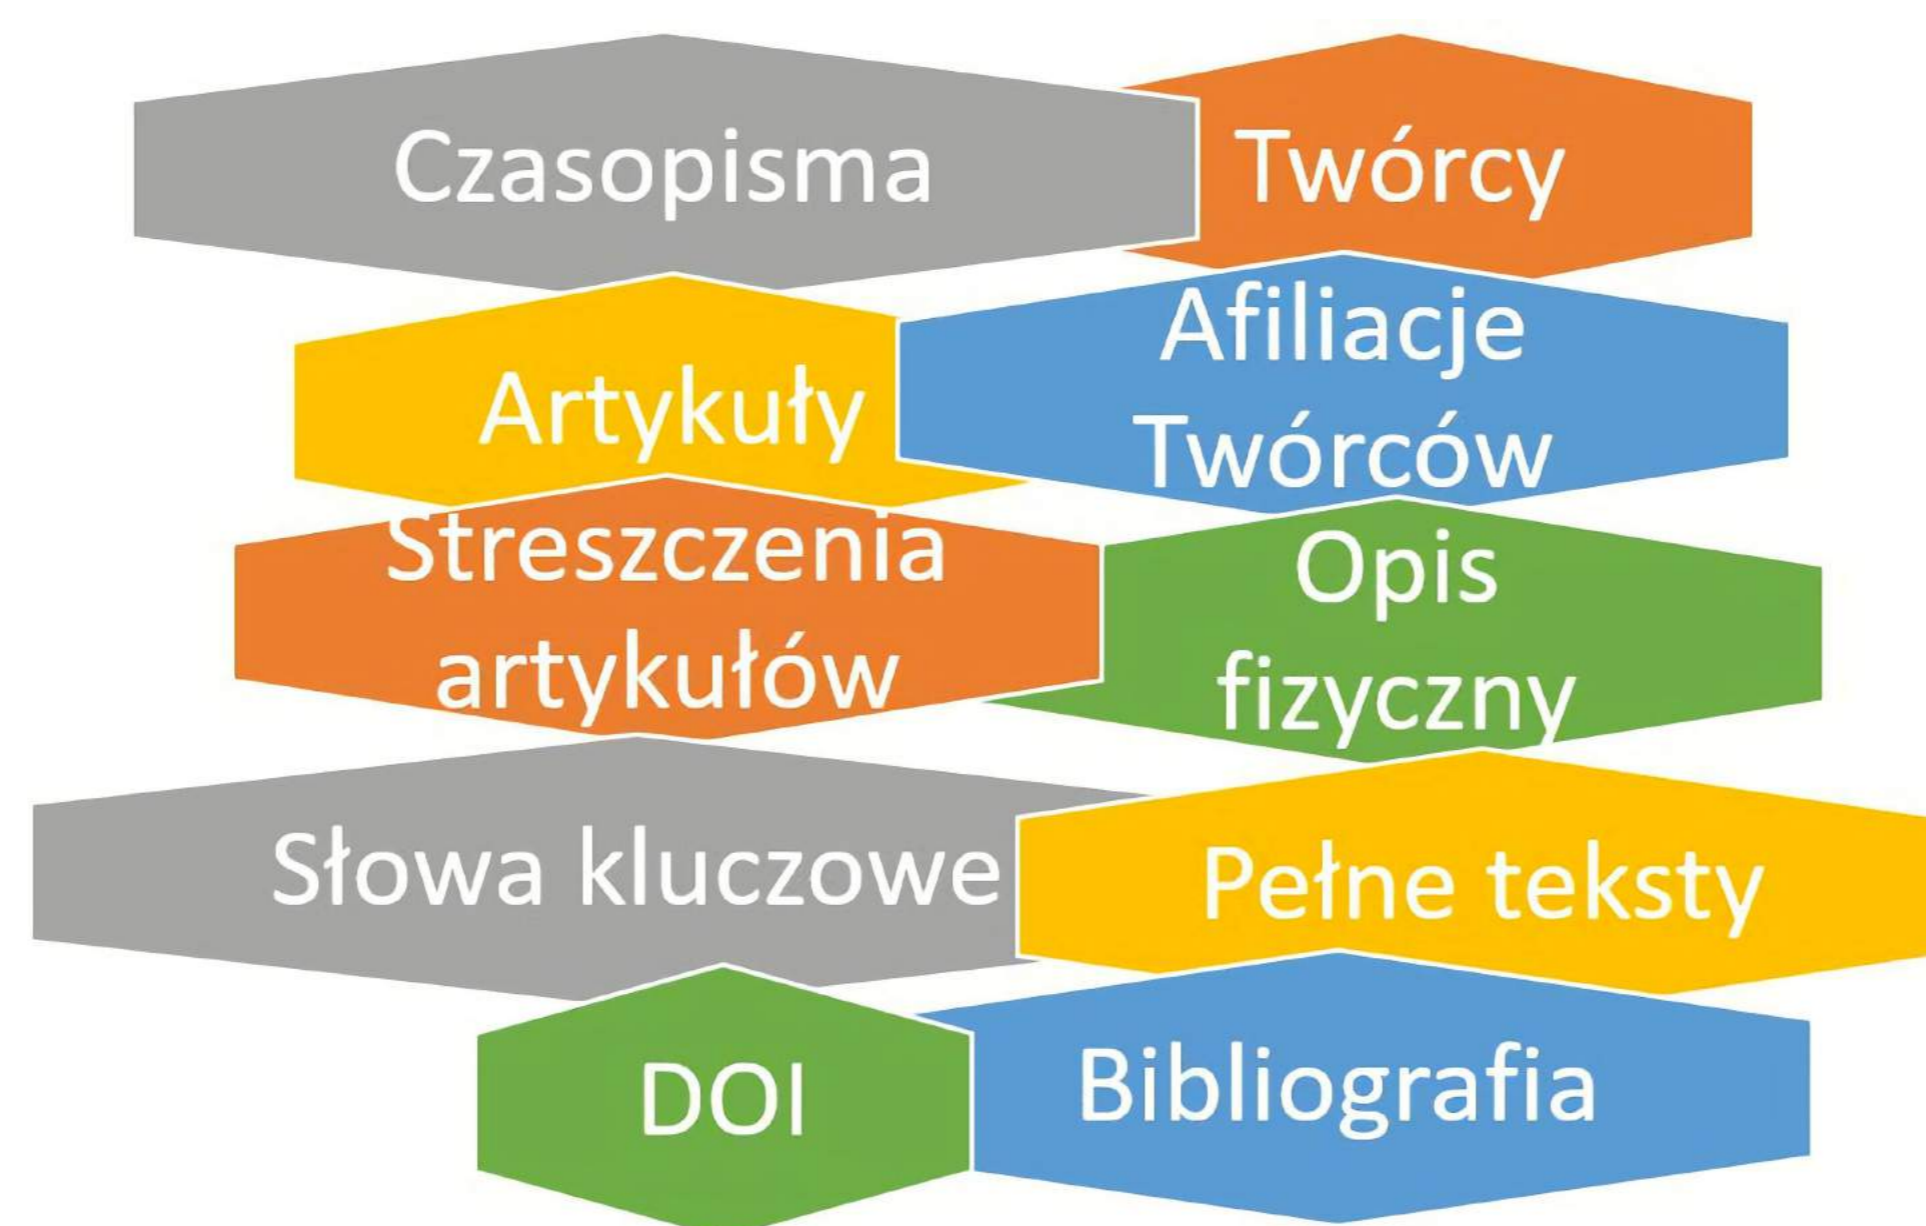 Czasopisma
Twórcy
Artykuły
Afiliacje
Twórców
Streszczenia
artykułów
Opis
fizyczny
Słowa kluczowe
Pełne teksty
DOI
Bibliografia